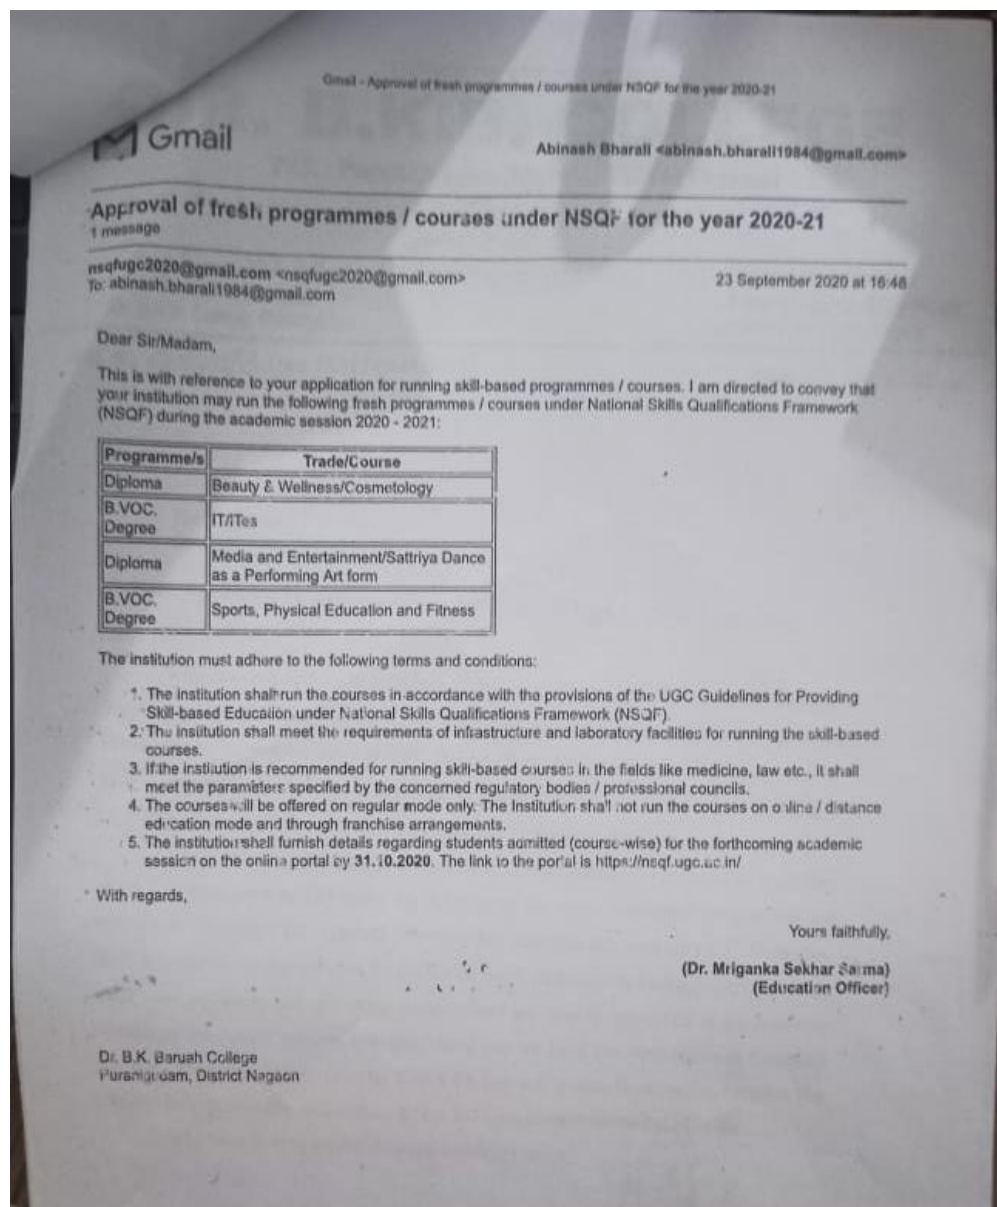 Gmail - Approval of fresh programmes / courses under NSQF for the year 2020-21
Gmail
Abinash Bharali <abinash.bharali1984@gmail.com>
Approval of fresh programmes / courses under NSQF for the year 2020-21
1 message
nsqfugc2020@gmail.com <nsqfugc2020@gmail.com>
23 September 2020 at 16:48
To: abinash.bharali1984@gmail.com
Dear Sir/Madam,
This is with reference to your application for running skill-based programmes / courses. I am directed to convey that
your institution may run the following fresh programmes / courses under National Skills Qualifications Framework
(NSQF) during the academic session 2020 - 2021:
Programme/s Trade/Course
Diploma Beauty & Wellness/Cosmetology
B.VOC.
Degree
IT/ITes
Diploma
Media and Entertainment/Sattriya Dance
as a Performing Art form
B.VOC.
Degree
Sports, Physical Education and Fitness
The institution must adhere to the following terms and conditions:
1. The institution shall run the courses in accordance with the provisions of the UGC Guidelines for Providing
Skill-based Education under National Skills Qualifications Framework (NSQF).
2. The institution shall meet the requirements of infrastructure and laboratory facilities for running the skill-based
courses.
3. If the institution is recommended for running skill-based courses in the fields like medicine, law etc., it shall
meet the parameters specified by the concerned regulatory bodies / professional councils.
4. The courses will be offered on regular mode only. The Institution shall not run the courses on online / distance
education mode and through franchise arrangements.
5. The institution shall furnish details regarding students admitted (course-wise) for the forthcoming academic
session on the online portal by 31.10.2020. The link to the portal is https://nsqf.ugc.ac.in/
With regards,
Yours faithfully,
(Dr. Mriganka Sekhar Sarma)
(Education Officer)
Dr. B.K. Baruah College
Puranigudam, District Nagaon